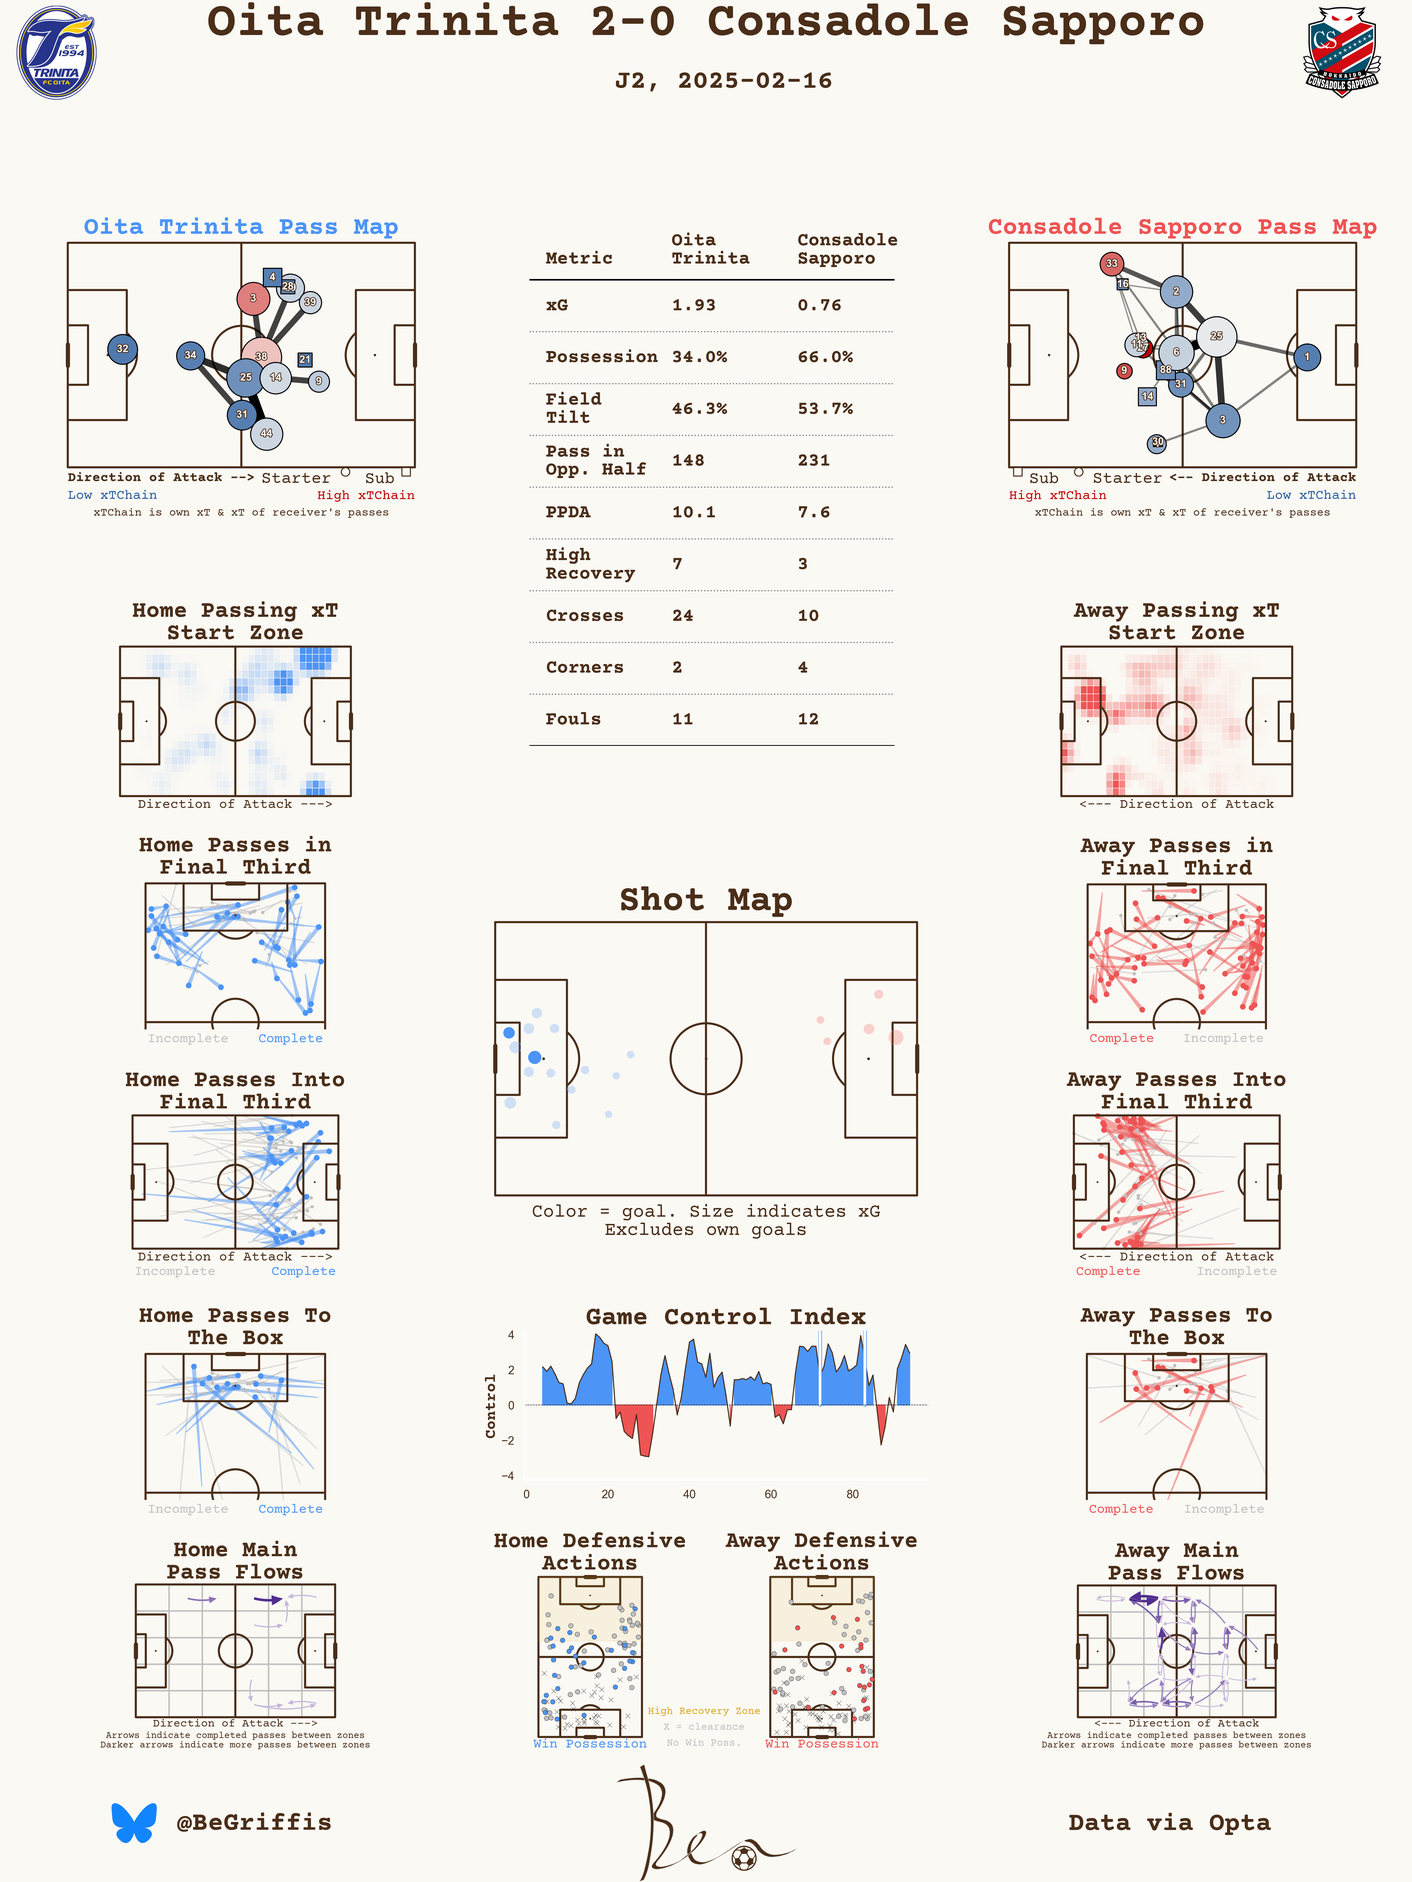 Oita Trinita 2-0 Consadole Sapporo
J2, 2025-02-16
EST
1994
TRINITA
FC OITA
CS
HOKKAIDO
CONSADOLE SAPPORO
Oita Trinita Pass Map
4
28
3
39
32
34
38
21
25
14
9
31
44
Direction of Attack --> Starter Sub
Low xTChain High xTChain
xTChain is own xT & xT of receiver's passes
Metric Oita Trinita Consadole Sapporo
xG 1.93 0.76
Possession 34.0% 66.0%
Field Tilt 46.3% 53.7%
Pass in Opp. Half 148 231
PPDA 10.1 7.6
High Recovery 7 3
Crosses 24 10
Corners 2 4
Fouls 11 12
Consadole Sapporo Pass Map
33
16
2
25
13
6
1
9
88
31
14
3
30
Sub Starter <-- Direction of Attack
High xTChain Low xTChain
xTChain is own xT & xT of receiver's passes
Home Passing xT
Start Zone
Direction of Attack --->
Away Passing xT
Start Zone
<--- Direction of Attack
Home Passes in
Final Third
Incomplete Complete
Away Passes in
Final Third
Complete Incomplete
Shot Map
Color = goal. Size indicates xG
Excludes own goals
Home Passes Into
Final Third
Direction of Attack --->
Incomplete Complete
Away Passes Into
Final Third
<--- Direction of Attack
Complete Incomplete
Home Passes To
The Box
Incomplete Complete
Game Control Index
Control
4
2
0
−2
−4
0 20 40 60 80
Away Passes To
The Box
Complete Incomplete
Home Main
Pass Flows
Direction of Attack --->
Arrows indicate completed passes between zones
Darker arrows indicate more passes between zones
Home Defensive
Actions
Win Possession
High Recovery Zone
X = clearance
No Win Poss.
Away Defensive
Actions
Win Possession
Away Main
Pass Flows
<--- Direction of Attack
Arrows indicate completed passes between zones
Darker arrows indicate more passes between zones
@BeGriffis
Ben
Data via Opta